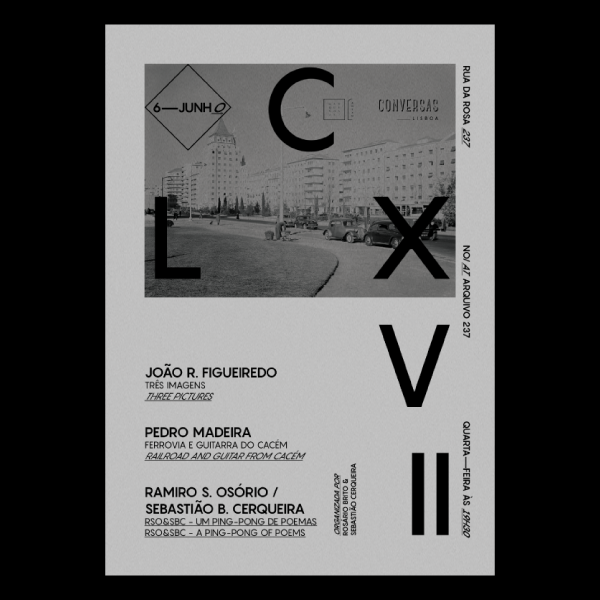 6—JUNHO
C
CONVERSAS
—LISBOA
L X
V
II
RUA DA ROSA 237
NO/AT ARQUIVO 237
QUARTA—FEIRA ÀS 19H30
JOÃO R. FIGUEIREDO
TRÊS IMAGENS
THREE PICTURES
PEDRO MADEIRA
FERROVIA E GUITARRA DO CACÉM
RAILROAD AND GUITAR FROM CACÉM
RAMIRO S. OSÓRIO /
SEBASTIÃO B. CERQUEIRA
RSO&SBC - UM PING-PONG DE POEMAS
RSO&SBC - A PING-PONG OF POEMS
ORGANIZADA POR
ROSÁRIO BRITO &
SEBASTIÃO CERQUEIRA